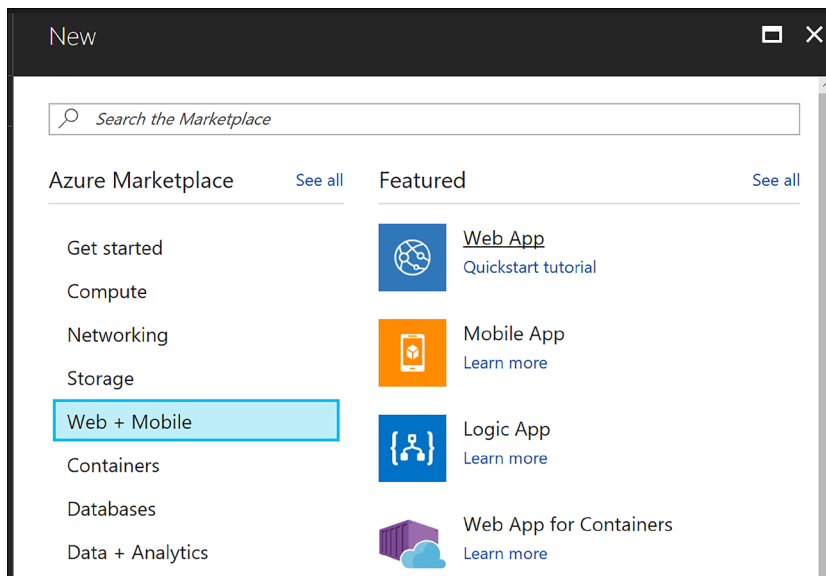 New
Search the Marketplace
Azure Marketplace
See all
Get started
Compute
Networking
Storage
Web + Mobile
Containers
Databases
Data + Analytics
Featured
See all
Web App
Quickstart tutorial
Mobile App
Learn more
Logic App
Learn more
Web App for Containers
Learn more